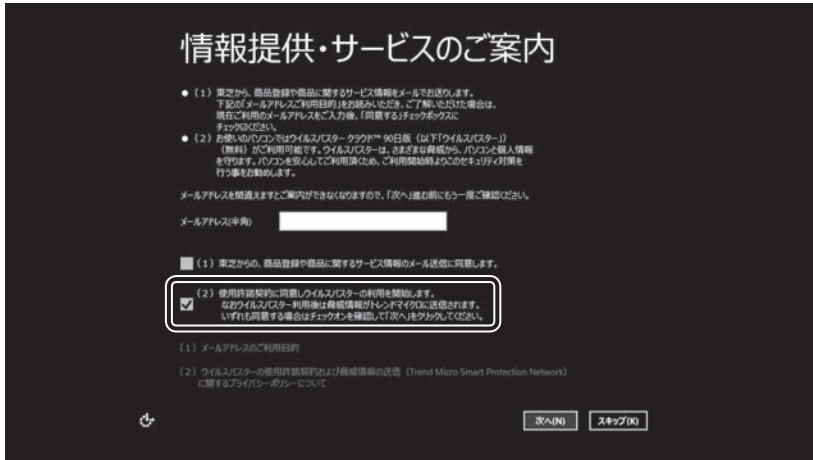 情報提供・サービスのご案内
● (1) 東芝から、商品登録や商品に関するサービス情報をメールでお送りします。
下記の「メールアドレスご利用目的」をお読みいただき、ご了解いただけた場合は、
現在ご利用のメールアドレスをご入力後、「同意する」チェックボックスに
チェックください。
● (2) お使いのパソコンではウイルスバスター クラウド™ 90日版（以下「ウイルスバスター」）
（無料）がご利用可能です。ウイルスバスターは、さまざまな脅威から、パソコンと個人情報
を守ります。パソコンを安心してご利用頂くため、ご利用開始時よりこのセキュリティ対策を
行う事をお勧めします。
メールアドレスを間違えますとご案内ができなくなりますので、「次へ」進む前にもう一度ご確認ください。
メールアドレス(半角)
(1) 東芝からの、商品登録や商品に関するサービス情報のメール送信に同意します。
(2) 使用許諾契約に同意しウイルスバスターの利用を開始します。
なおウイルスバスター利用後は脅威情報がトレンドマイクロに送信されます。
いずれも同意する場合はチェックオンを確認して「次へ」をクリックしてください。
(1) メールアドレスのご利用目的
(2) ウイルスバスターの使用許諾契約および脅威情報の送信 (Trend Micro Smart Protection Network)
に関するプライバシーポリシーについて
次へ(N) スキップ(K)